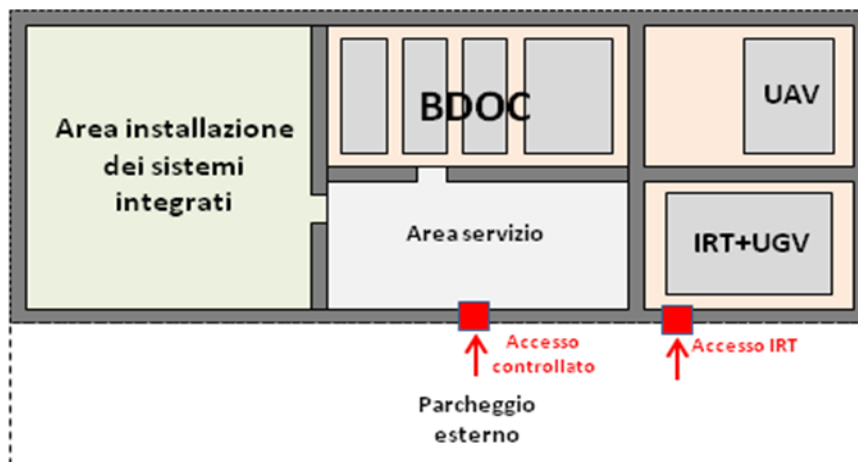 Area installazione
dei sistemi
integrati
BDOC
UAV
Area servizio
IRT+UGV
Accesso
controllato
Accesso IRT
Parcheggio
esterno